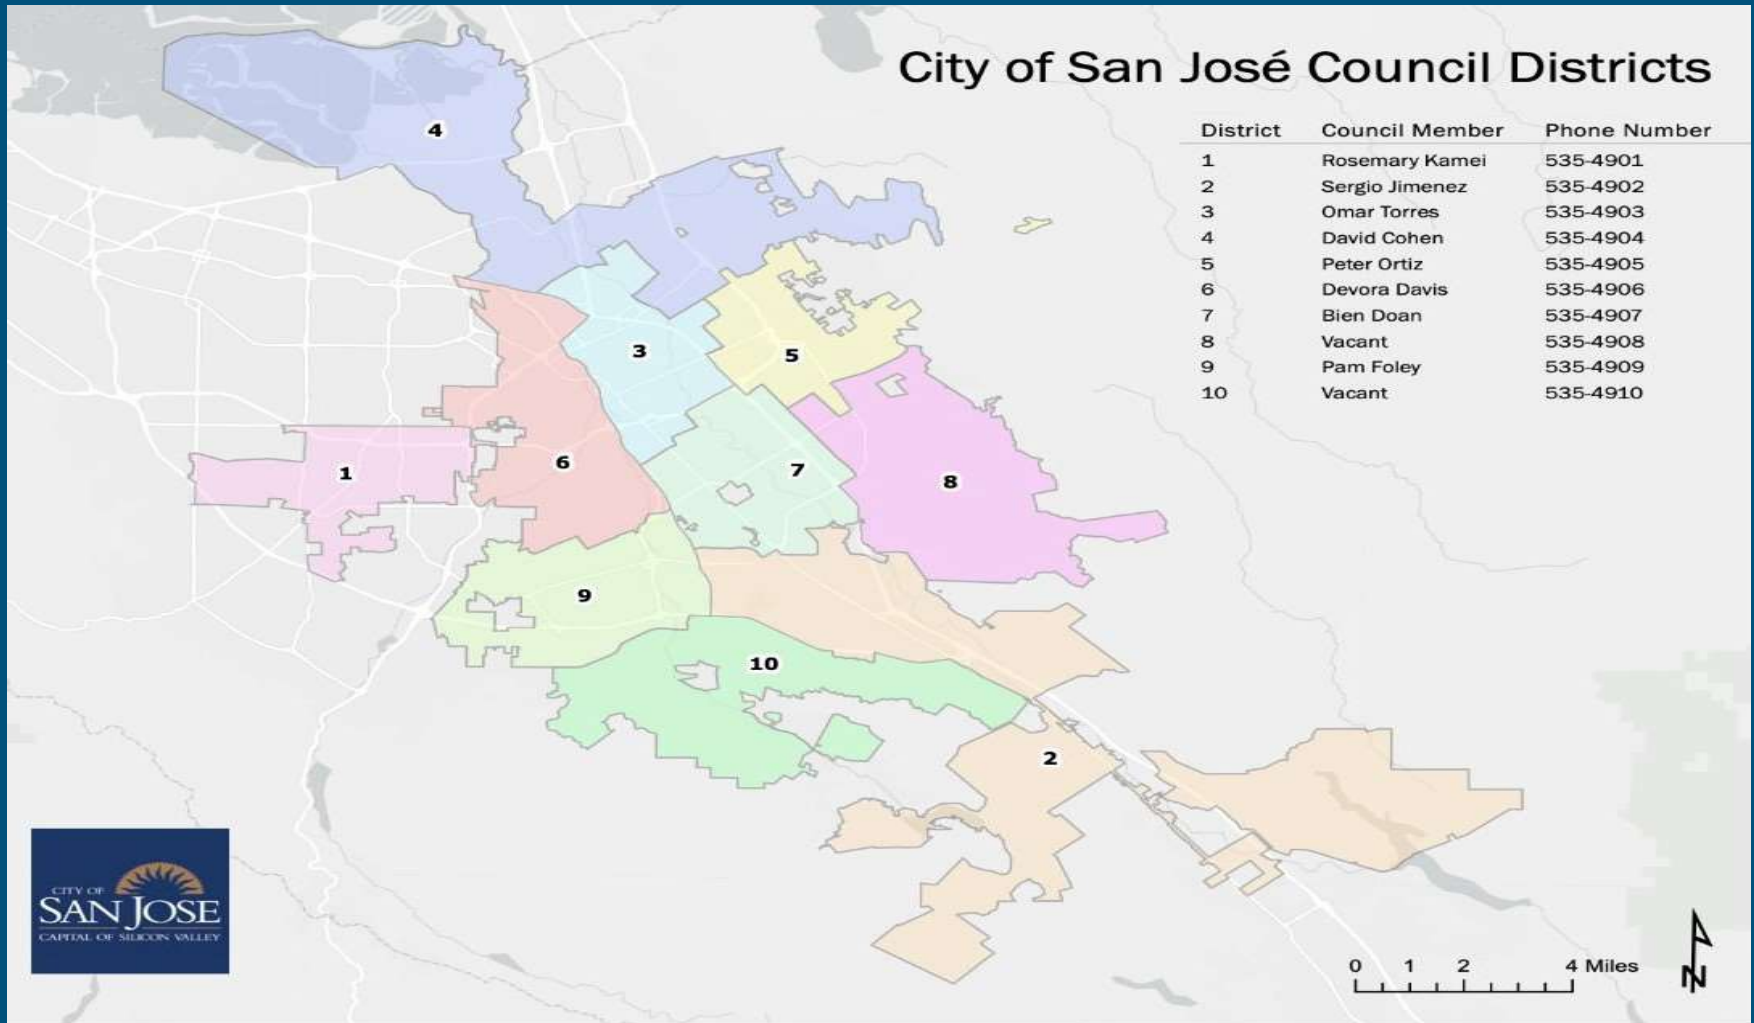 City of San José Council Districts
District Council Member Phone Number
1 Rosemary Kamei 535-4901
2 Sergio Jimenez 535-4902
3 Omar Torres 535-4903
4 David Cohen 535-4904
5 Peter Ortiz 535-4905
6 Devora Davis 535-4906
7 Bien Doan 535-4907
8 Vacant 535-4908
9 Pam Foley 535-4909
10 Vacant 535-4910
4
3
5
6
1
7
8
9
10
2
CITY OF
SAN JOSE
CAPITAL OF SILICON VALLEY
0 1 2 4 Miles
N